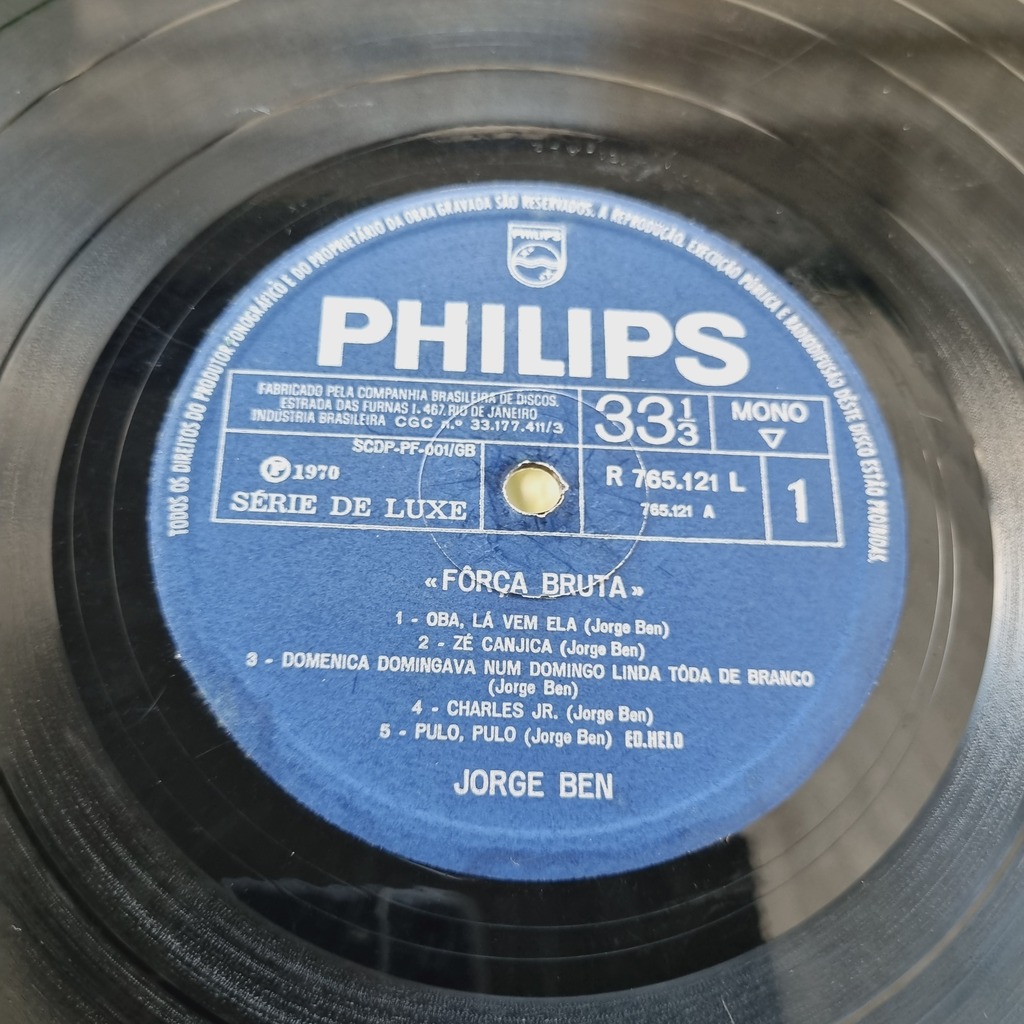 TODOS OS DIREITOS DO PRODUTOR FONOGRÁFICO E DO PROPRIETÁRIO DA OBRA GRAVADA SÃO RESERVADOS. A REPRODUÇÃO, EXECUÇÃO PÚBLICA E RADIODIFUSÃO DÊSTE DISCO ESTÃO PROIBIDAS.
PHILIPS
PHILIPS
FABRICADO PELA COMPANHIA BRASILEIRA DE DISCOS.
ESTRADA DAS FURNAS 1.467. RIO DE JANEIRO
INDÚSTRIA BRASILEIRA CGC n.º 33.177.411/3
33 1/3
MONO
SCDP-PF-001/GB
Ⓟ 1970
SÉRIE DE LUXE
R 765.121 L
765.121 A
1
«FÔRÇA BRUTA»
1 - OBA, LÁ VEM ELA (Jorge Ben)
2 - ZÉ CANJICA (Jorge Ben)
3 - DOMENICA DOMINGAVA NUM DOMINGO LINDA TÔDA DE BRANCO
(Jorge Ben)
4 - CHARLES JR. (Jorge Ben)
5 - PULO, PULO (Jorge Ben) ED.HELO
JORGE BEN